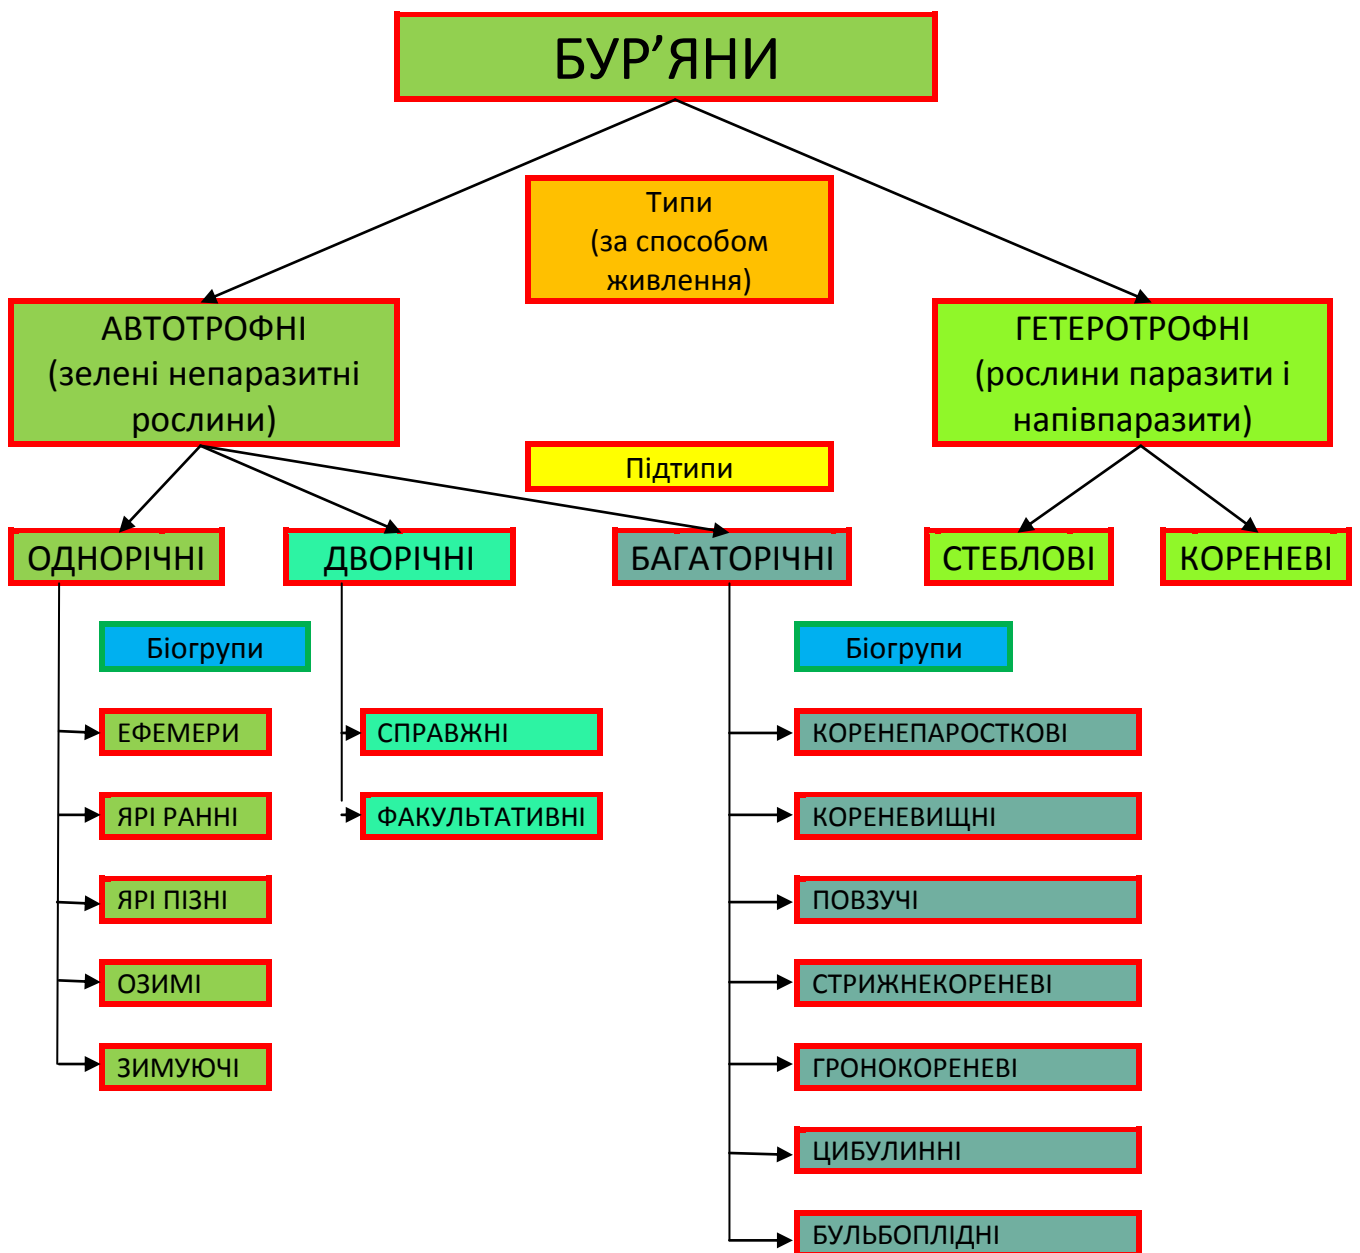 БУР’ЯНИ
Типи
(за способом
живлення)
АВТОТРОФНІ
(зелені непаразитні
рослини)
ГЕТЕРОТРОФНІ
(рослини паразити і
напівпаразити)
Підтипи
ОДНОРІЧНІ
ДВОРІЧНІ
БАГАТОРІЧНІ
СТЕБЛОВІ
КОРЕНЕВІ
Біогрупи
Біогрупи
ЕФЕМЕРИ
СПРАВЖНІ
КОРЕНЕПАРОСТКОВІ
ЯРІ РАННІ
ФАКУЛЬТАТИВНІ
КОРЕНЕВИЩНІ
ЯРІ ПІЗНІ
ПОВЗУЧІ
ОЗИМІ
СТРИЖНЕКОРЕНЕВІ
ЗИМУЮЧІ
ГРОНОКОРЕНЕВІ
ЦИБУЛИННІ
БУЛЬБОПЛІДНІ